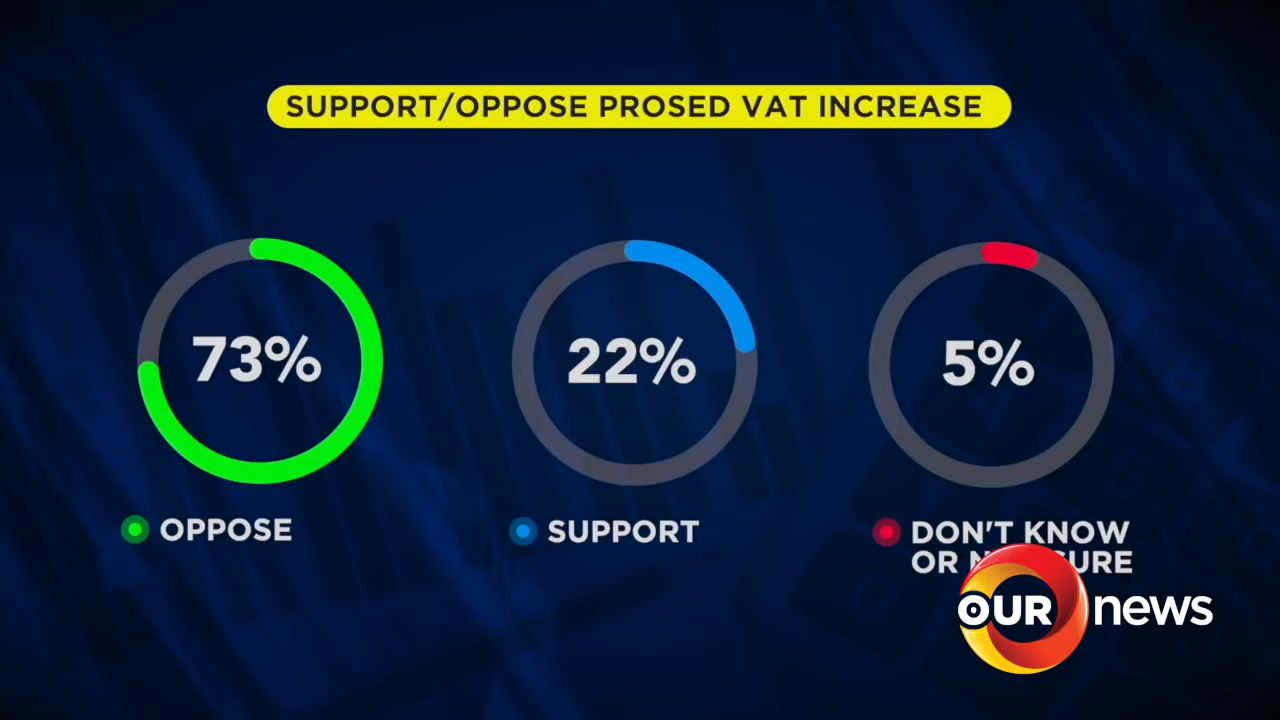 SUPPORT/OPPOSE PROSED VAT INCREASE
73%
22%
5%
OPPOSE
SUPPORT
DON'T KNOW
OR
OUR news